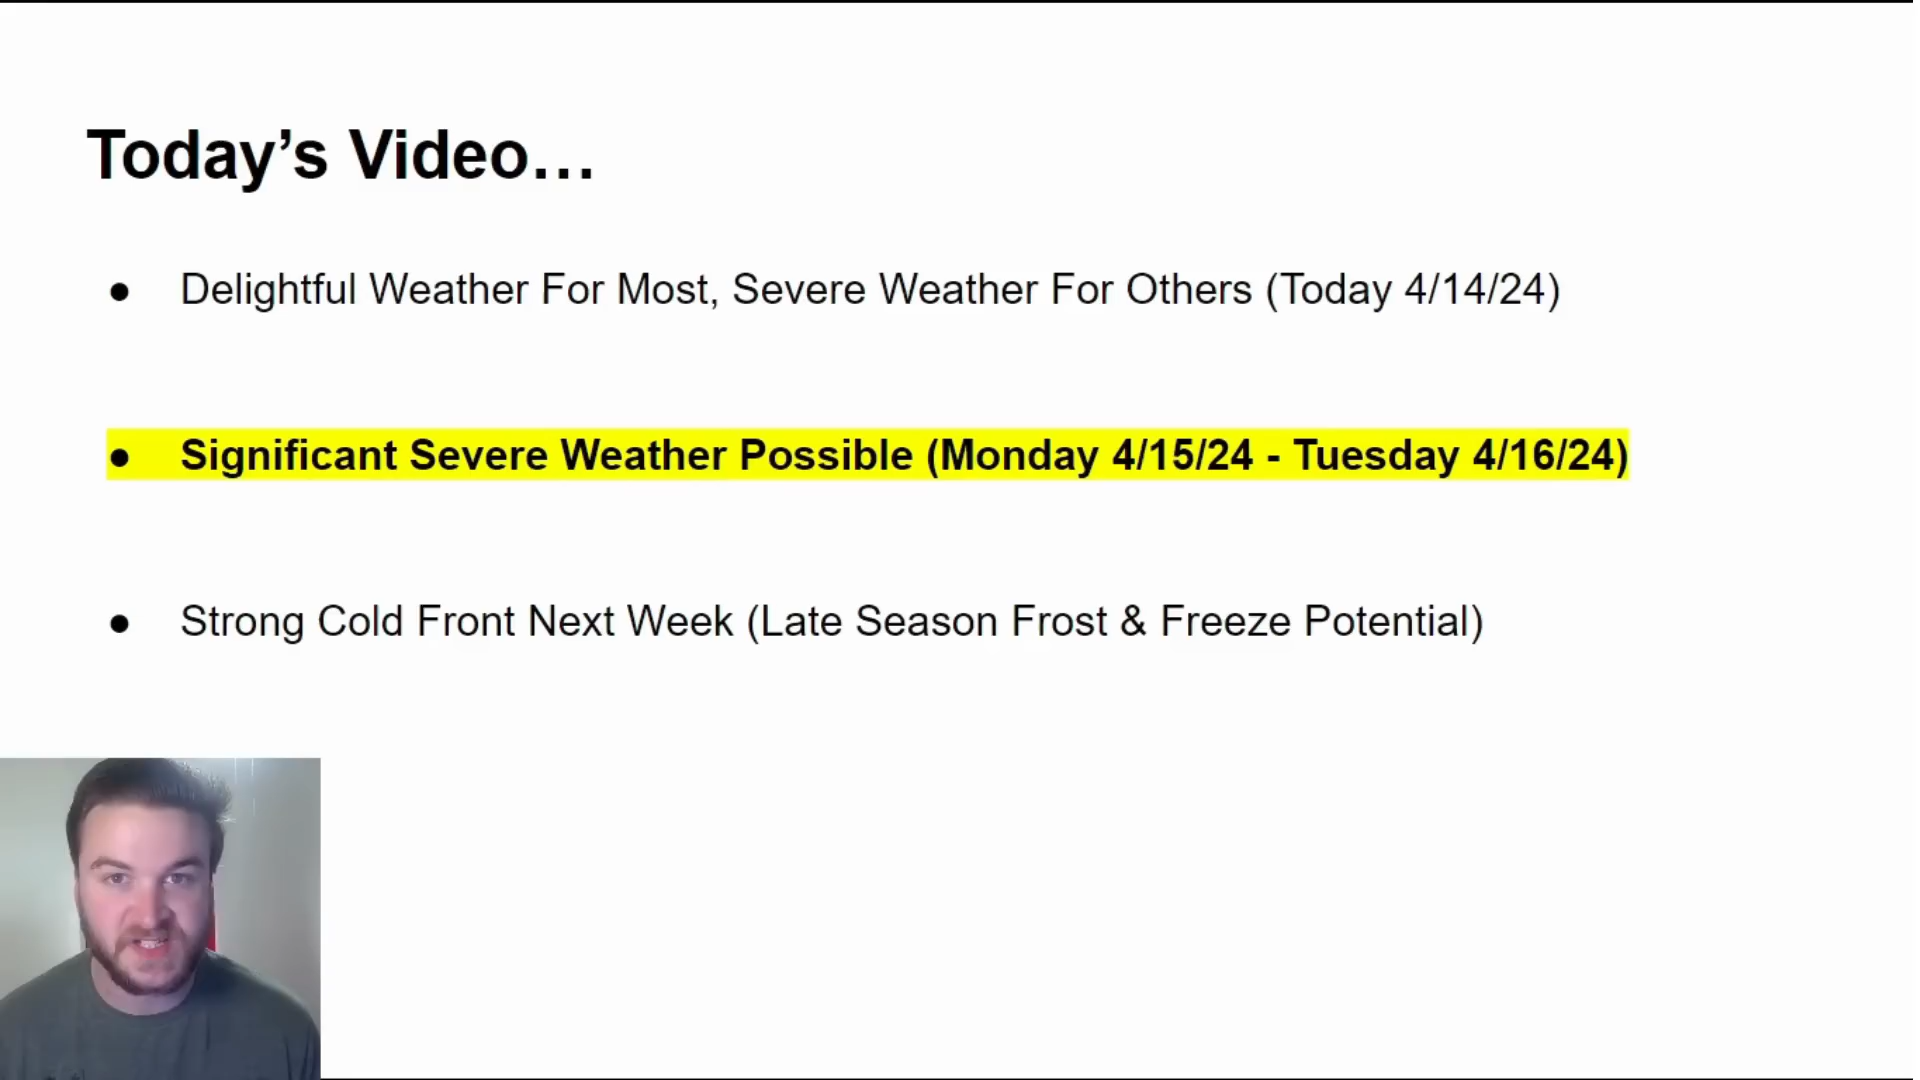 Today’s Video…
● Delightful Weather For Most, Severe Weather For Others (Today 4/14/24)
● Significant Severe Weather Possible (Monday 4/15/24 - Tuesday 4/16/24)
● Strong Cold Front Next Week (Late Season Frost & Freeze Potential)